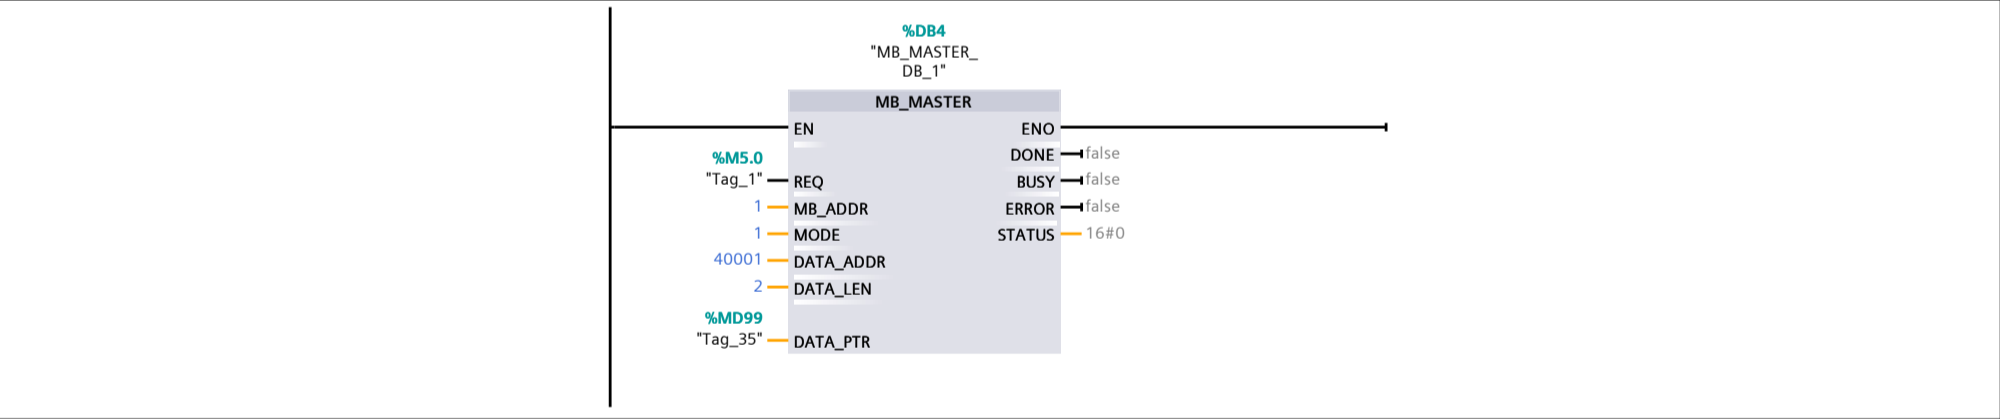 %DB4
"MB_MASTER_
DB_1"
MB_MASTER
EN ENO
DONE false
%M5.0
"Tag_1" REQ BUSY false
1 MB_ADDR ERROR false
1 MODE STATUS 16#0
40001 DATA_ADDR
2 DATA_LEN
%MD99
"Tag_35" DATA_PTR